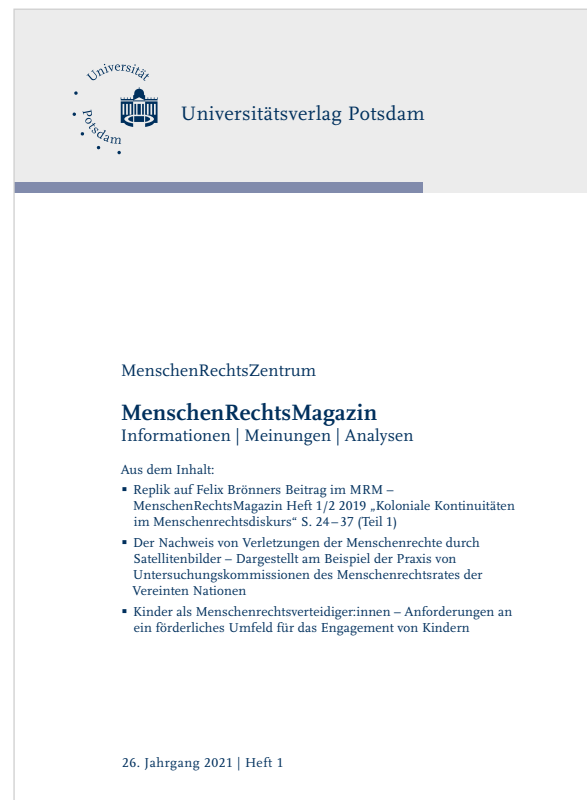 Universität
Potsdam
Universitätsverlag Potsdam
MenschenRechtsZentrum
MenschenRechtsMagazin
Informationen | Meinungen | Analysen
Aus dem Inhalt:
▪ Replik auf Felix Brönners Beitrag im MRM –
MenschenRechtsMagazin Heft 1/2 2019 „Koloniale Kontinuitäten
im Menschenrechtsdiskurs“ S. 24–37 (Teil 1)
▪ Der Nachweis von Verletzungen der Menschenrechte durch
Satellitenbilder – Dargestellt am Beispiel der Praxis von
Untersuchungskommissionen des Menschenrechtsrates der
Vereinten Nationen
▪ Kinder als Menschenrechtsverteidiger:innen – Anforderungen an
ein förderliches Umfeld für das Engagement von Kindern
26. Jahrgang 2021 | Heft 1